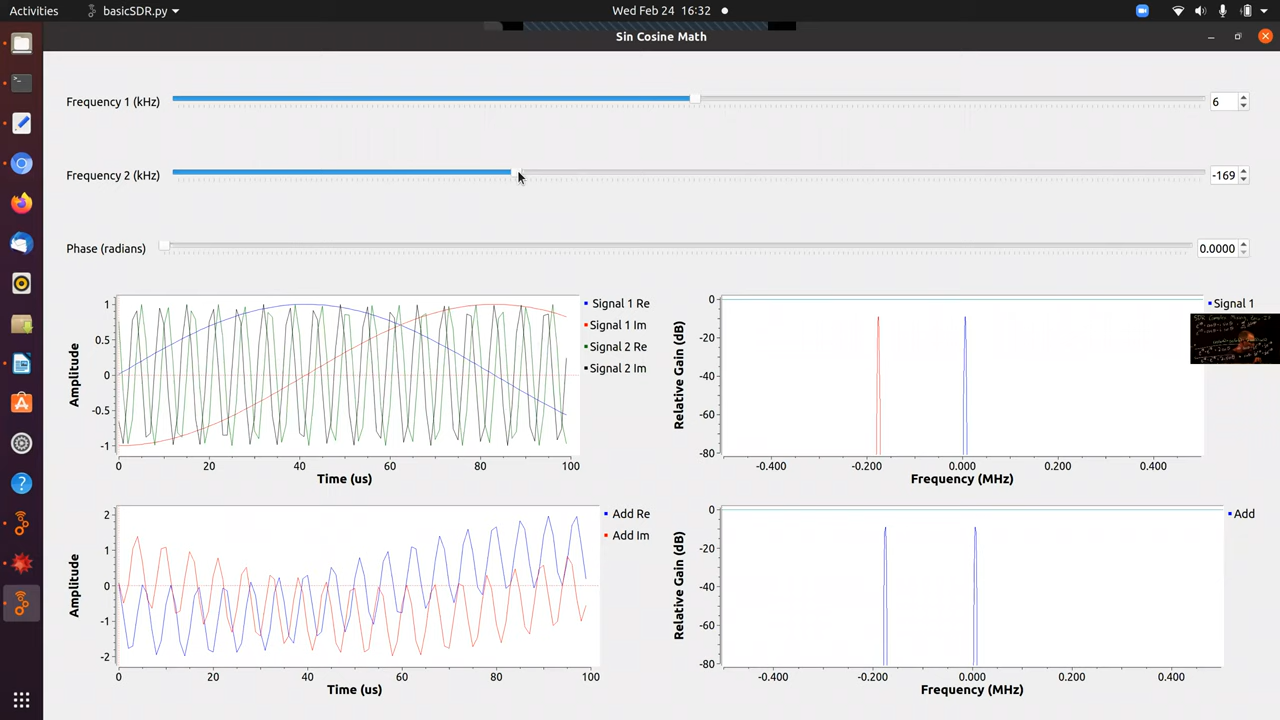 Activities
basicSDR.py
Wed Feb 24 16:32
Sin Cosine Math
Frequency 1 (kHz)
6
Frequency 2 (kHz)
-169
Phase (radians)
0.0000
Amplitude
1
0.5
0
-0.5
-1
0 20 40 60 80 100
Time (us)
Signal 1 Re
Signal 1 Im
Signal 2 Re
Signal 2 Im
Relative Gain (dB)
0
-20
-40
-60
-80
-0.400 -0.200 0.000 0.200 0.400
Frequency (MHz)
Signal 1
Amplitude
2
1
0
-1
-2
0 20 40 60 80 100
Time (us)
Add Re
Add Im
Relative Gain (dB)
0
-20
-40
-60
-80
-0.400 -0.200 0.000 0.200 0.400
Frequency (MHz)
Add